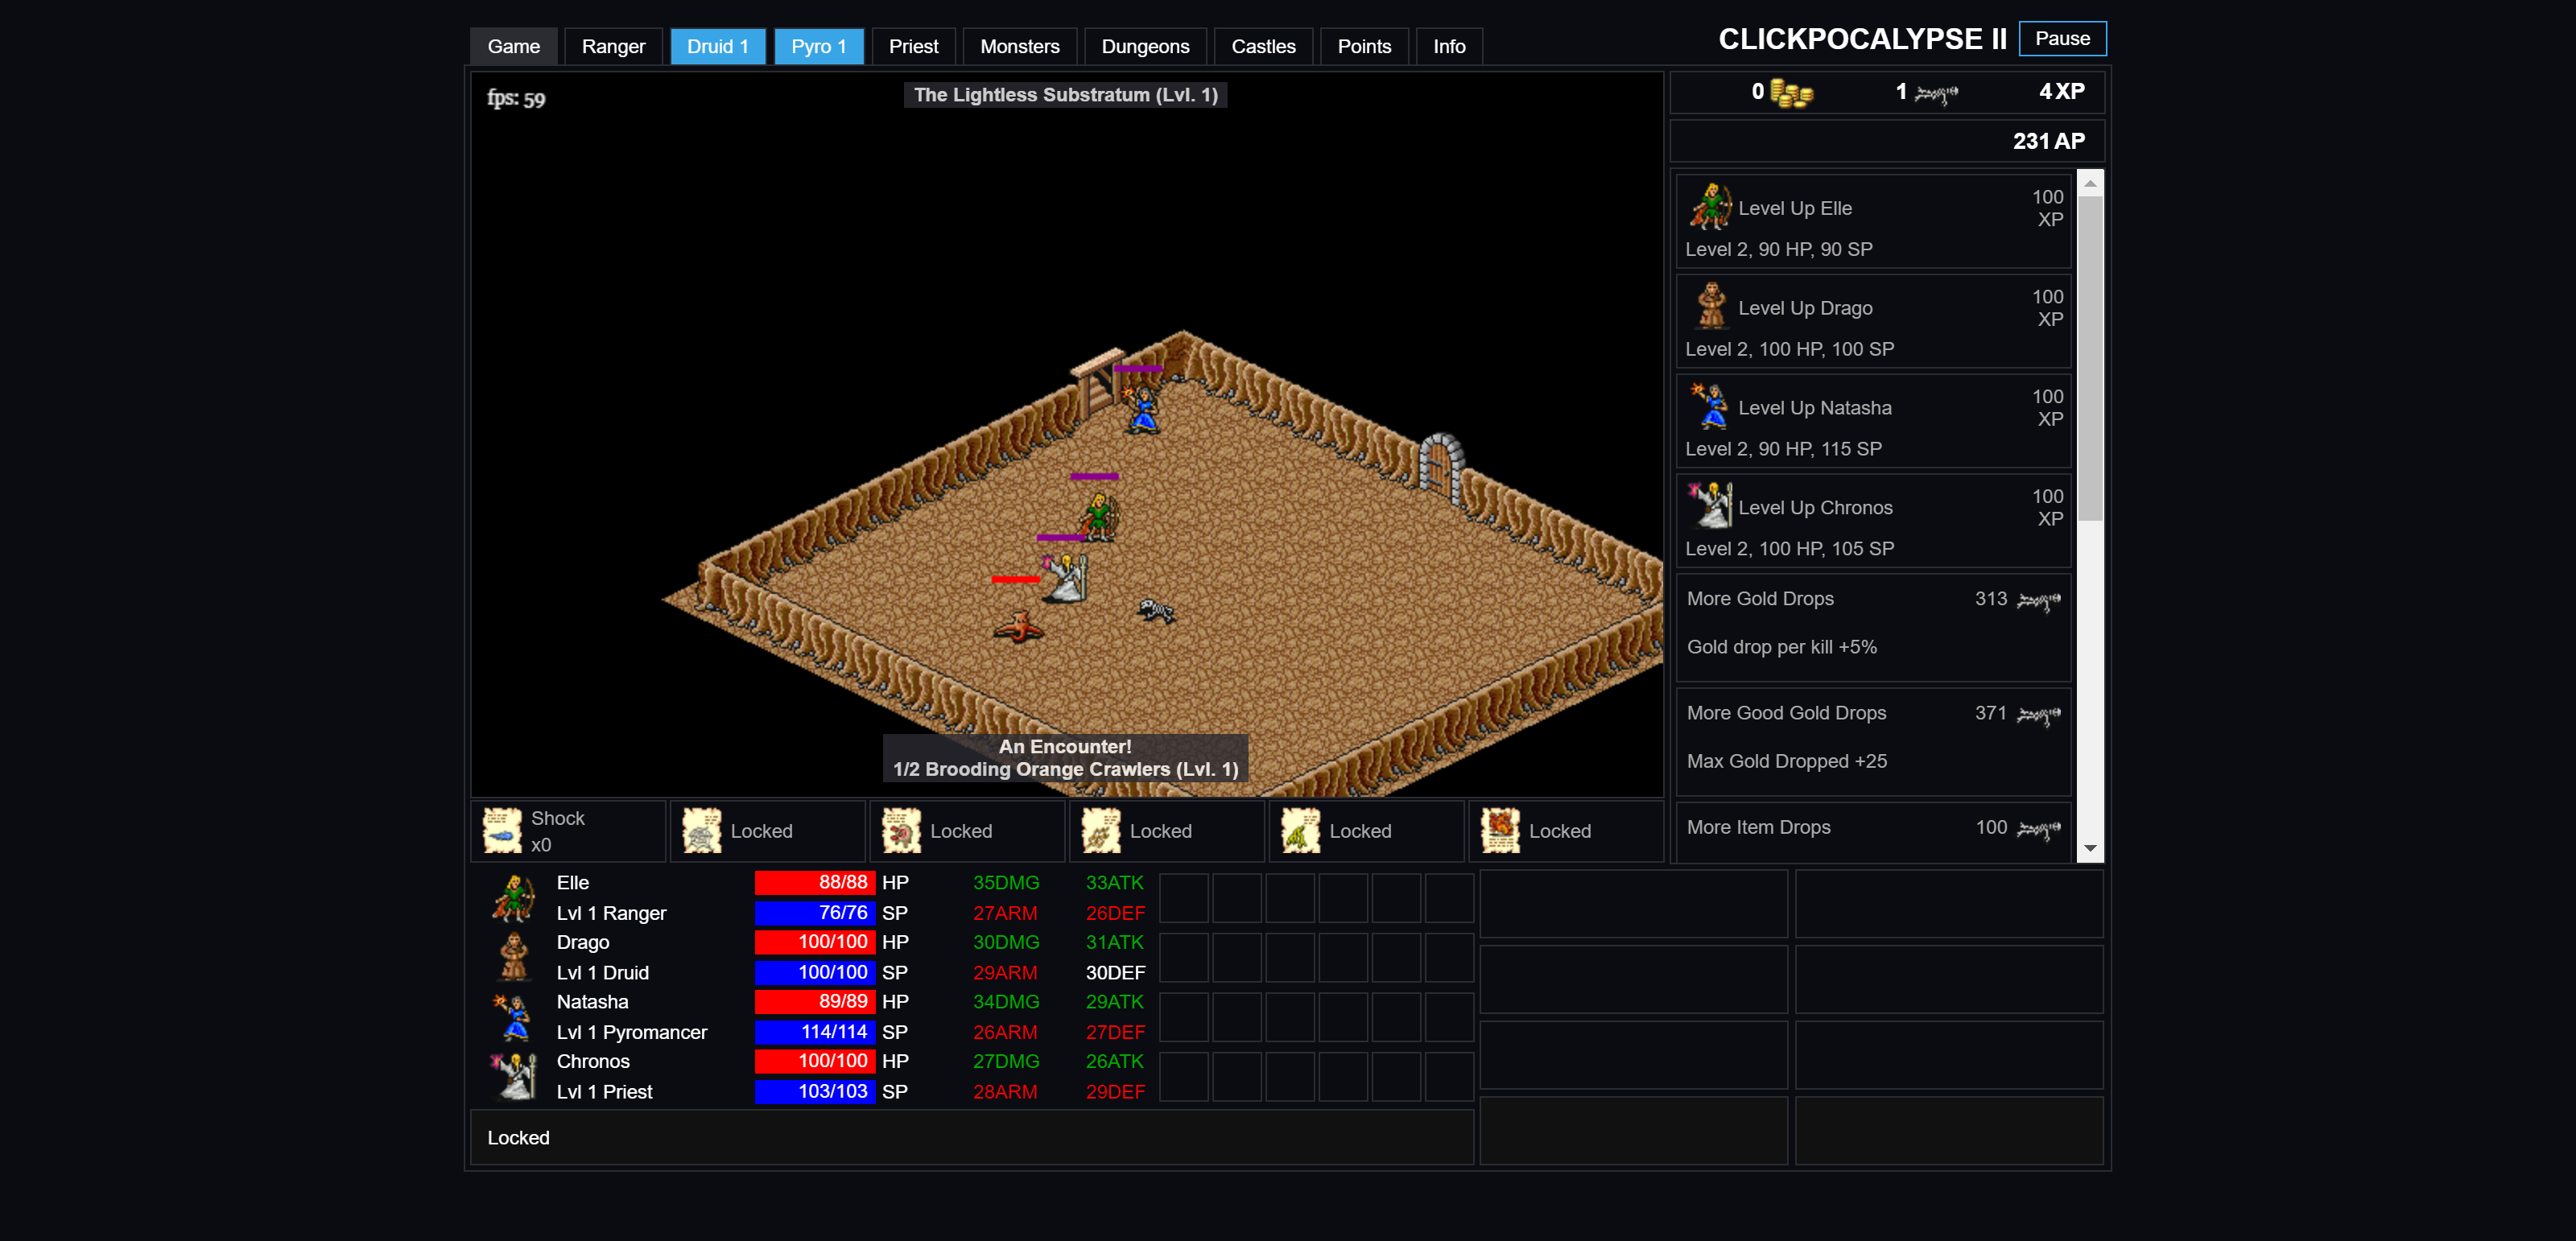 Game
Ranger
Druid 1
Pyro 1
Priest
Monsters
Dungeons
Castles
Points
Info
CLICKPOCALYPSE II
Pause
fps: 59
The Lightless Substratum (Lvl. 1)
0
1
4 XP
231 AP
Level Up Elle
100 XP
Level 2, 90 HP, 90 SP
Level Up Drago
100 XP
Level 2, 100 HP, 100 SP
Level Up Natasha
100 XP
Level 2, 90 HP, 115 SP
Level Up Chronos
100 XP
Level 2, 100 HP, 105 SP
More Gold Drops
313
Gold drop per kill +5%
More Good Gold Drops
371
Max Gold Dropped +25
More Item Drops
100
An Encounter!
1/2 Brooding Orange Crawlers (Lvl. 1)
Shock
x0
Locked
Locked
Locked
Locked
Locked
Elle 88/88 HP 35DMG 33ATK
Lvl 1 Ranger 76/76 SP 27ARM 26DEF
Drago 100/100 HP 30DMG 31ATK
Lvl 1 Druid 100/100 SP 29ARM 30DEF
Natasha 89/89 HP 34DMG 29ATK
Lvl 1 Pyromancer 114/114 SP 26ARM 27DEF
Chronos 100/100 HP 27DMG 26ATK
Lvl 1 Priest 103/103 SP 28ARM 29DEF
Locked